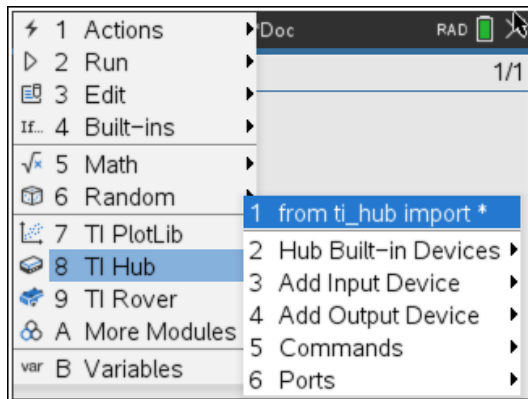 1 Actions
2 Run
3 Edit
If... 4 Built-ins
√x 5 Math
6 Random
7 TI PlotLib
8 TI Hub
9 TI Rover
A More Modules
var B Variables
Doc RAD
1/1
1 from ti_hub import *
2 Hub Built-in Devices
3 Add Input Device
4 Add Output Device
5 Commands
6 Ports